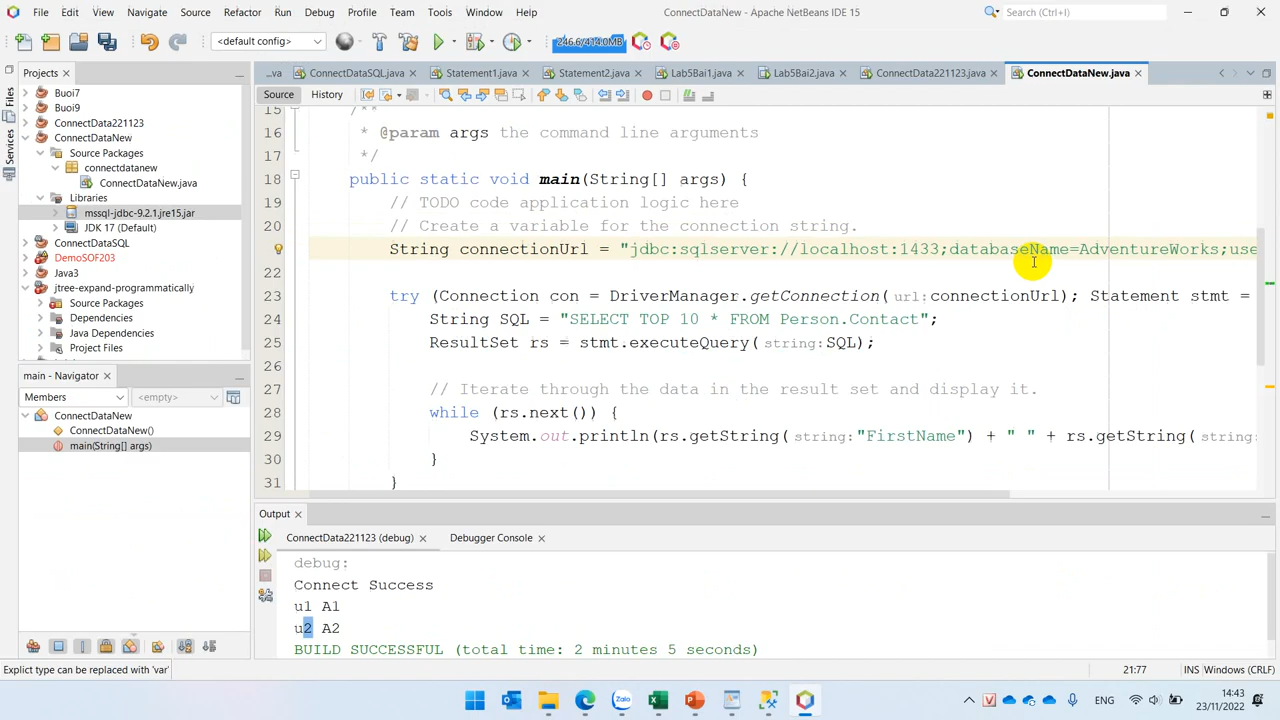 File Edit View Navigate Source Refactor Run Debug Profile Team Tools Window Help
ConnectDataNew - Apache NetBeans IDE 15
Search (Ctrl+I)
<default config>
246.6/414.0MB
Projects
...va ConnectDataSQL.java Statement1.java Statement2.java Lab5Bai1.java Lab5Bai2.java ConnectData221123.java ConnectDataNew.java
Files
Services
Source History
Buoi7
Buoi9
ConnectData221123
ConnectDataNew
Source Packages
connectdatanew
ConnectDataNew.java
Libraries
mssql-jdbc-9.2.1.jre15.jar
JDK 17 (Default)
ConnectDataSQL
DemoSOF203
Java3
jtree-expand-programmatically
Source Packages
Dependencies
Java Dependencies
Project Files
main - Navigator
Members <empty>
ConnectDataNew
ConnectDataNew()
main(String[] args)
15 /**
16 * @param args the command line arguments
17 */
18 public static void main(String[] args) {
19 // TODO code application logic here
20 // Create a variable for the connection string.
String connectionUrl = "jdbc:sqlserver://localhost:1433;databaseName=AdventureWorks;use
22
23 try (Connection con = DriverManager.getConnection(url:connectionUrl); Statement stmt =
24 String SQL = "SELECT TOP 10 * FROM Person.Contact";
25 ResultSet rs = stmt.executeQuery(string:SQL);
26
27 // Iterate through the data in the result set and display it.
28 while (rs.next()) {
29 System.out.println(rs.getString(string:"FirstName") + " " + rs.getString(string:
30 }
31 }
Output
ConnectData221123 (debug) Debugger Console
debug:
Connect Success
u1 A1
u2 A2
BUILD SUCCESSFUL (total time: 2 minutes 5 seconds)
Explict type can be replaced with 'var'
21:77 INS Windows (CRLF)
Zalo
ENG
14:43
23/11/2022